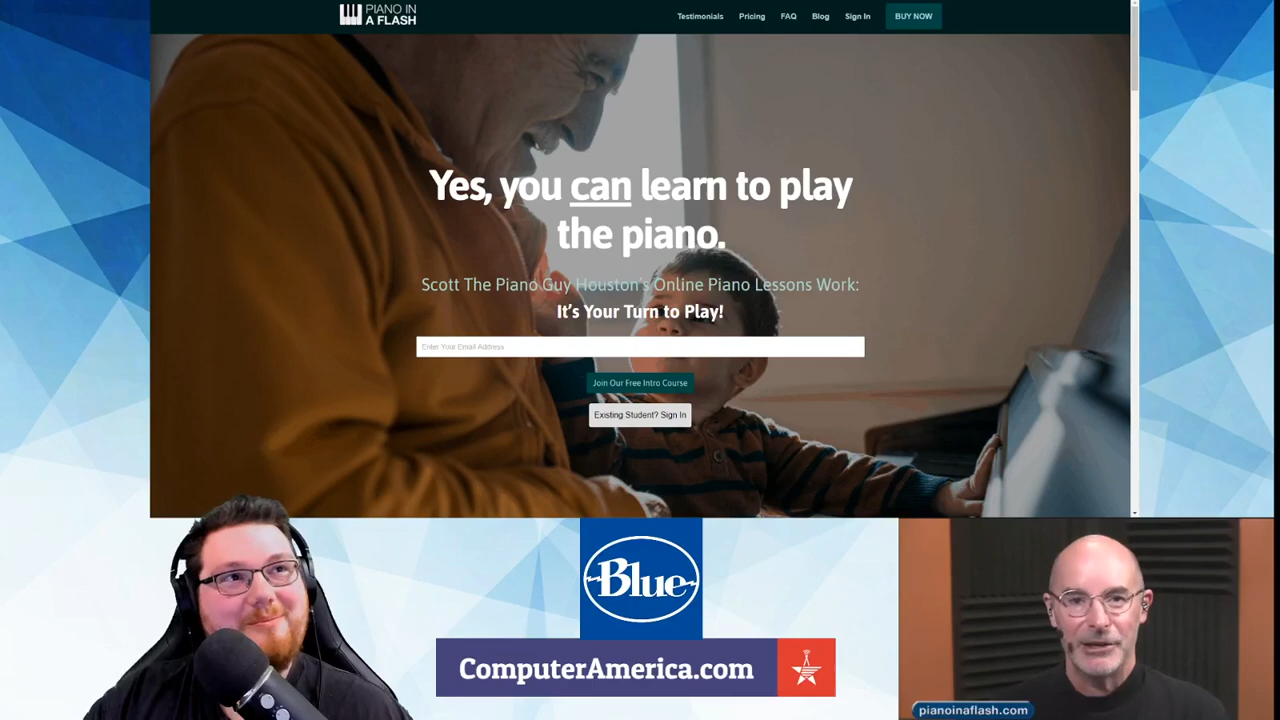 PIANO IN
A FLASH
Testimonials Pricing FAQ Blog Sign In BUY NOW
Yes, you can learn to play
the piano.
Scott The Piano Guy Houston's Online Piano Lessons Work:
It's Your Turn to Play!
Enter Your Email Address
Join Our Free Intro Course
Existing Student? Sign In
Blue
ComputerAmerica.com
pianoinaflash.com